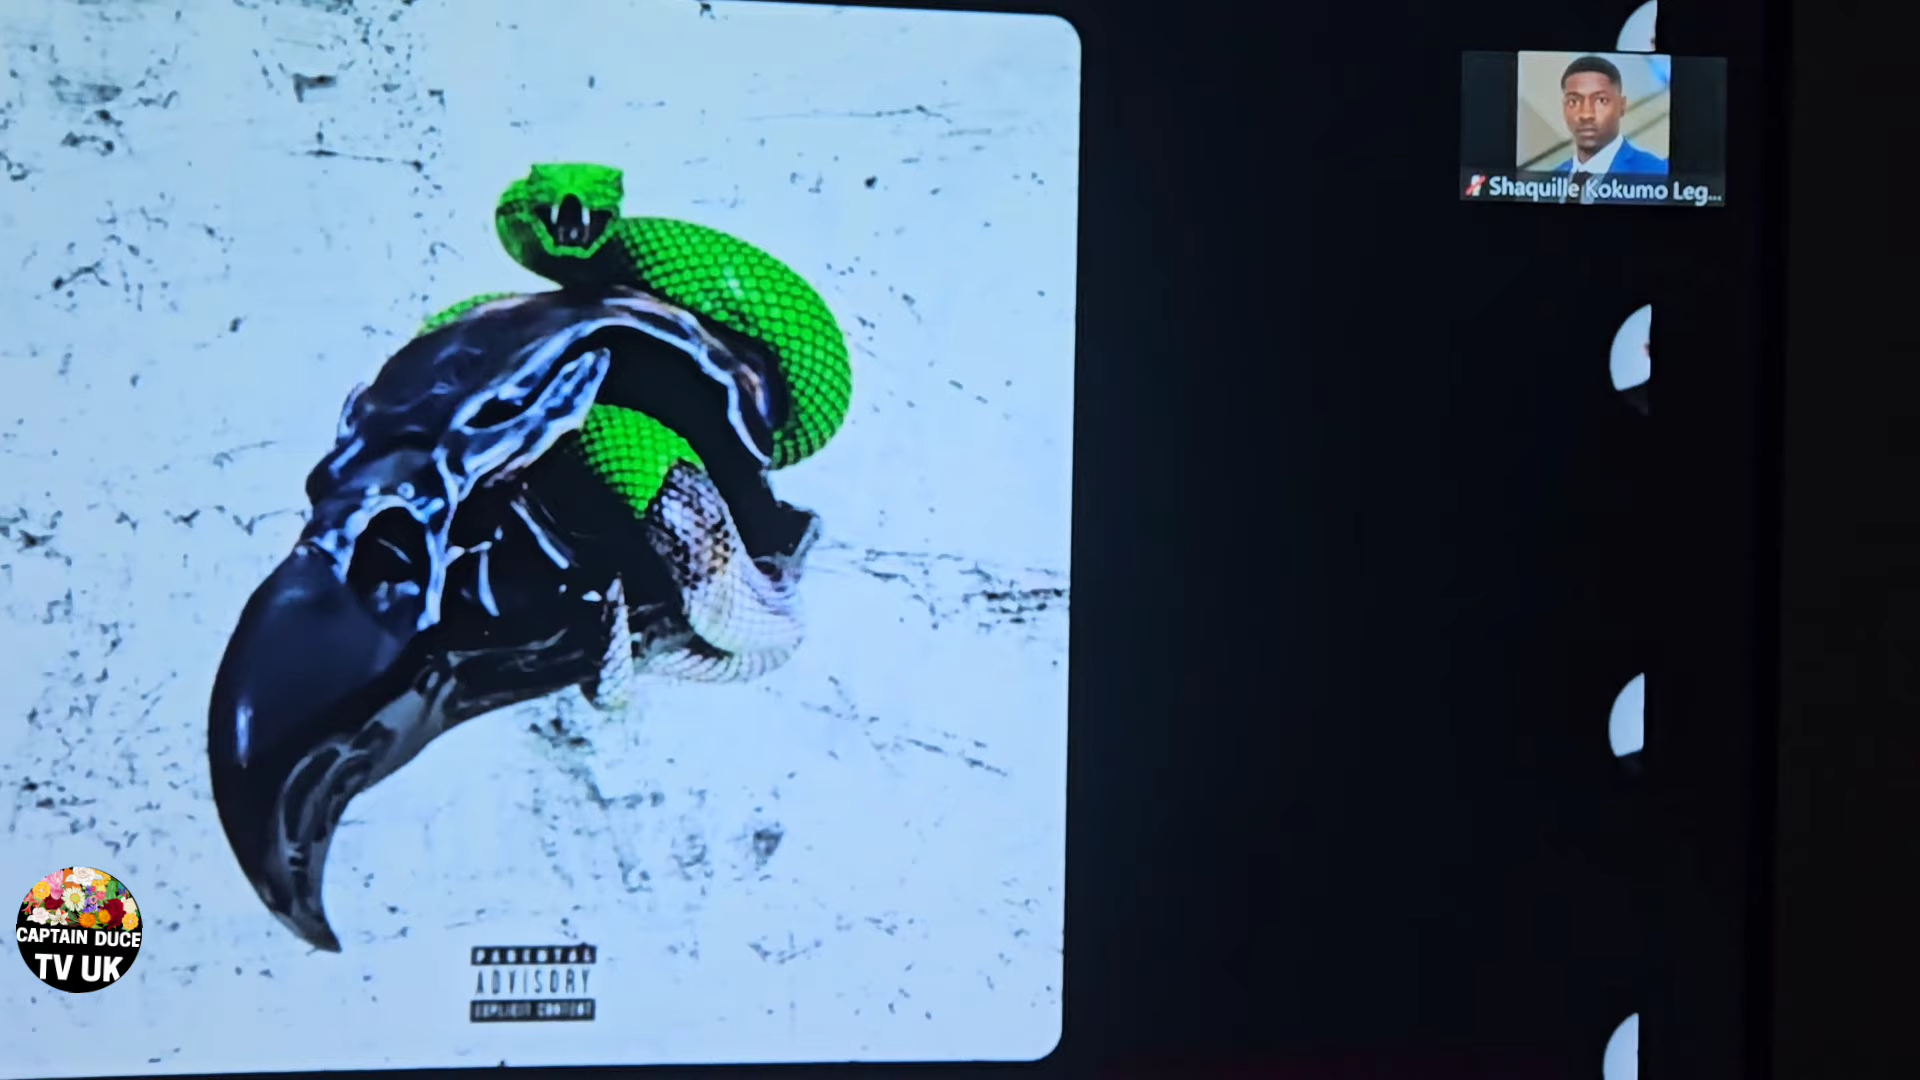 Shaquille Kokumo Leg...
CAPTAIN DUCE
TV UK
PARENTAL
ADVISORY
EXPLICIT CONTENT